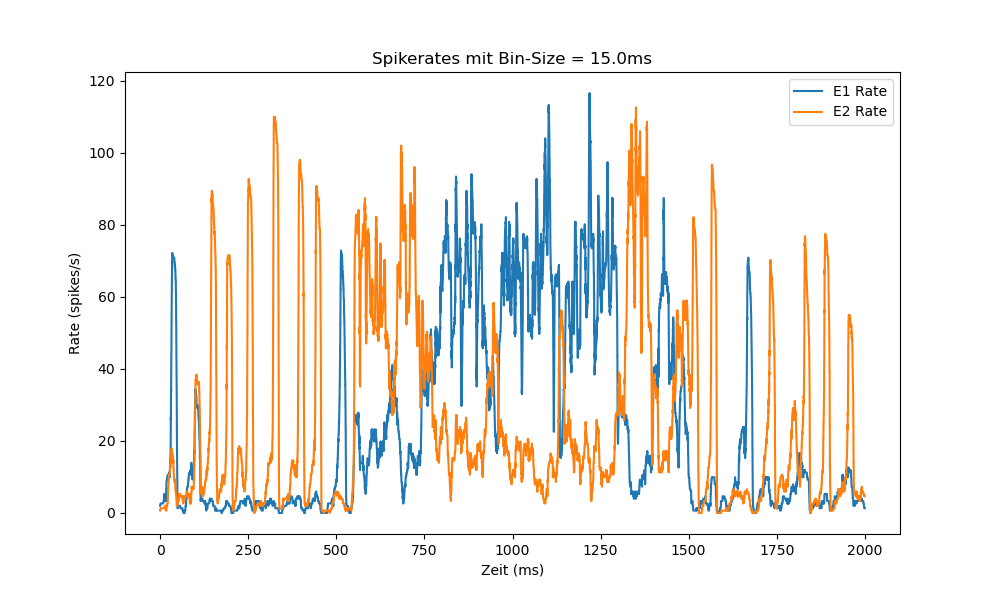 Spikerates mit Bin-Size = 15.0ms
E1 Rate
E2 Rate
Rate (spikes/s)
120
100
80
60
40
20
0
0 250 500 750 1000 1250 1500 1750 2000
Zeit (ms)